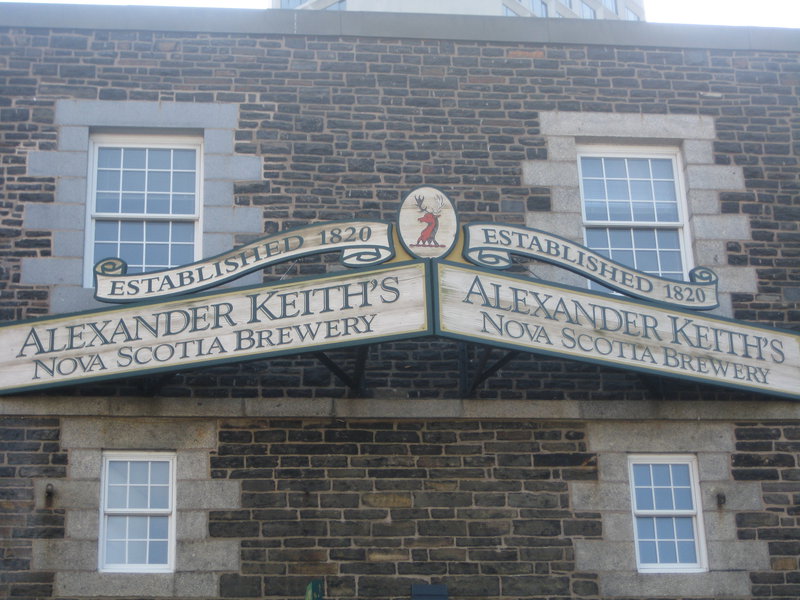 ESTABLISHED 1820
ALEXANDER KEITH'S
NOVA SCOTIA BREWERY
ESTABLISHED 1820
ALEXANDER KEITH'S
NOVA SCOTIA BREWERY